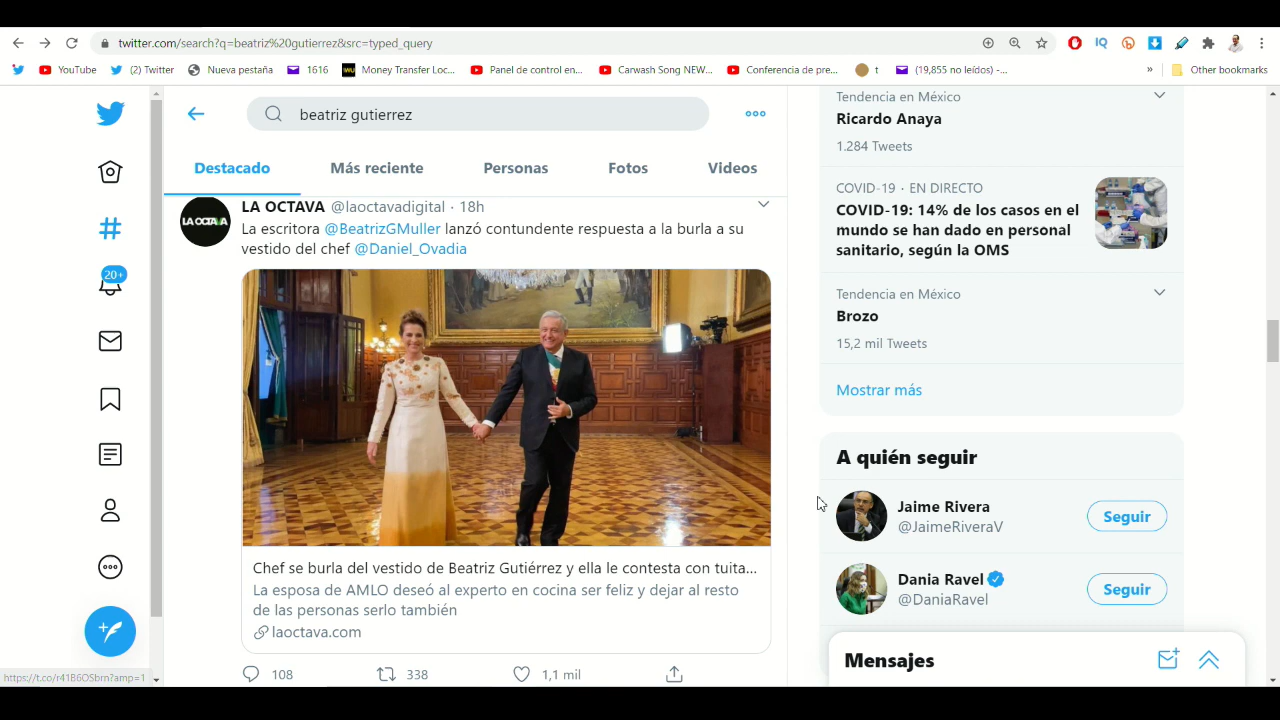 twitter.com/search?q=beatriz%20gutierrez&src=typed_query
YouTube
(2) Twitter
Nueva pestaña
1616
Money Transfer Loc...
Panel de control en...
Carwash Song NEW...
Conferencia de pre...
t
(19,855 no leídos) -...
»
Other bookmarks
beatriz gutierrez
Destacado
Más reciente
Personas
Fotos
Videos
20+
LA OCTAVA
LA OCTAVA @laoctavadigital · 18h
La escritora @BeatrizGMuller lanzó contundente respuesta a la burla a su
vestido del chef @Daniel_Ovadia
Chef se burla del vestido de Beatriz Gutiérrez y ella le contesta con tuita...
La esposa de AMLO deseó al experto en cocina ser feliz y dejar al resto
de las personas serlo también
laoctava.com
108
338
1,1 mil
Tendencia en México
Ricardo Anaya
1.284 Tweets
COVID-19 · EN DIRECTO
COVID-19: 14% de los casos en el
mundo se han dado en personal
sanitario, según la OMS
Tendencia en México
Brozo
15,2 mil Tweets
Mostrar más
A quién seguir
Jaime Rivera
@JaimeRiveraV
Seguir
Dania Ravel
@DaniaRavel
Seguir
Mensajes
https://t.co/r41B6OSbrn?amp=1